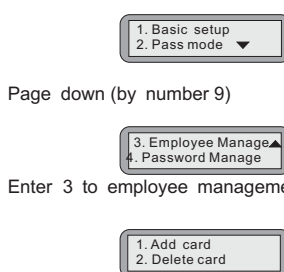 1. Basic setup
2. Pass mode ▼
Page down (by number 9)
3. Employee Manage▲
4. Password Manage
Enter 3 to employee manageme
1. Add card
2. Delete card